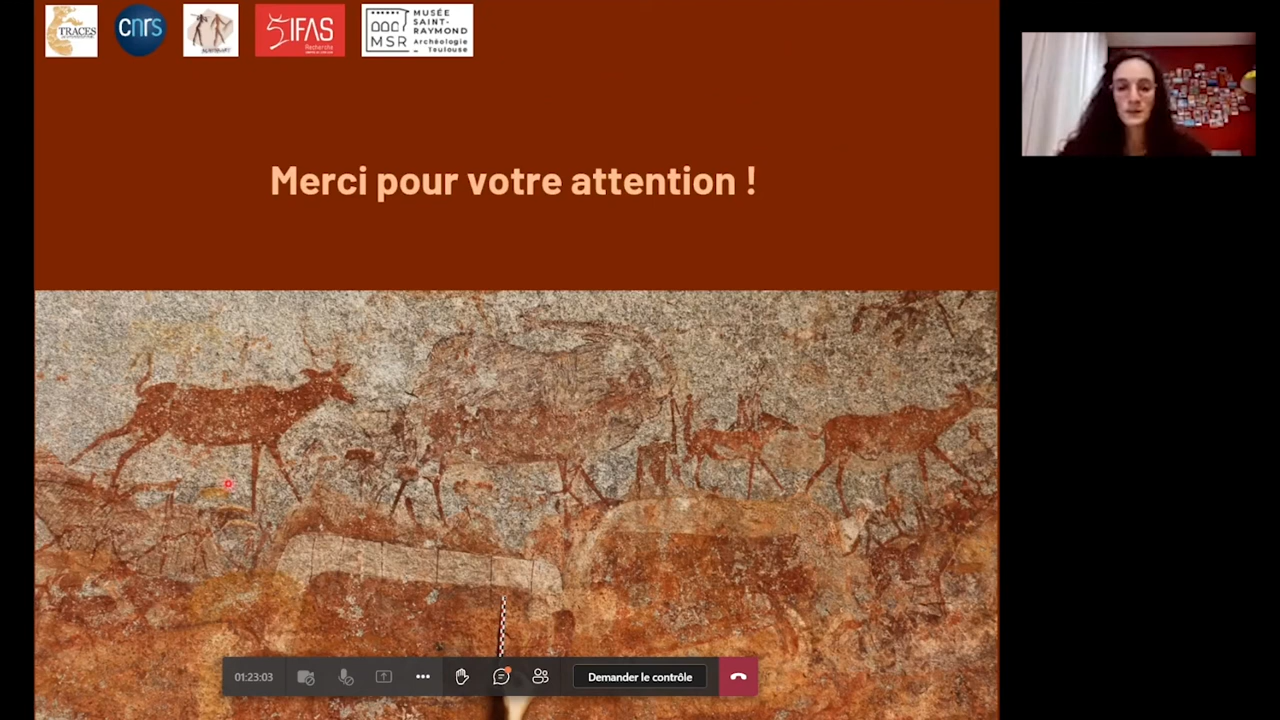 TRACES
cnrs
IFAS
Recherche
MSR
MUSÉE
SAINT-
RAYMOND
Archéologie
Toulouse
Merci pour votre attention !
01:23:03
Demander le contrôle